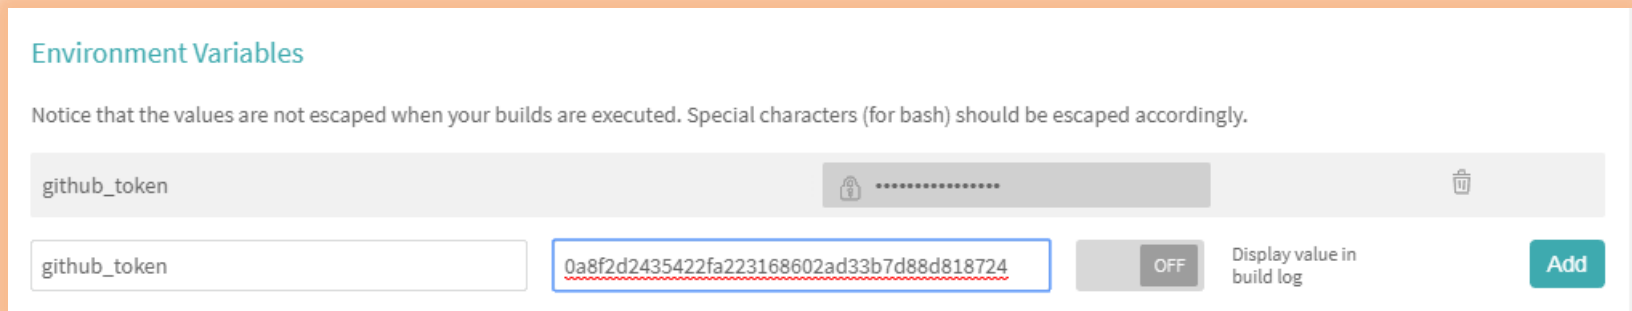 Environment Variables
Notice that the values are not escaped when your builds are executed. Special characters (for bash) should be escaped accordingly.
github_token ••••••••••••••••
github_token 0a8f2d2435422fa223168602ad33b7d88d818724 OFF Display value in
build log Add